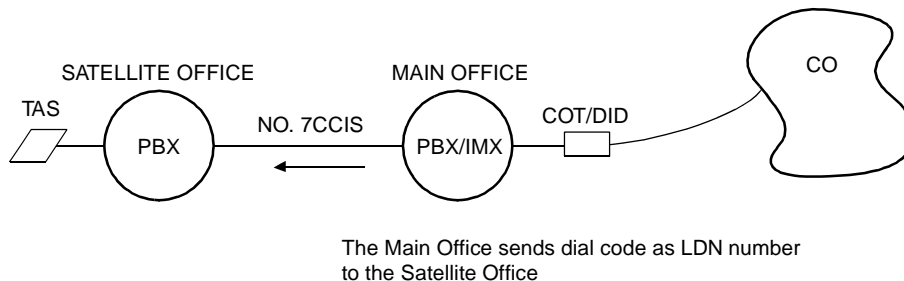 SATELLITE OFFICE
MAIN OFFICE
CO
TAS
NO. 7CCIS
COT/DID
PBX
PBX/IMX
The Main Office sends dial code as LDN number
to the Satellite Office